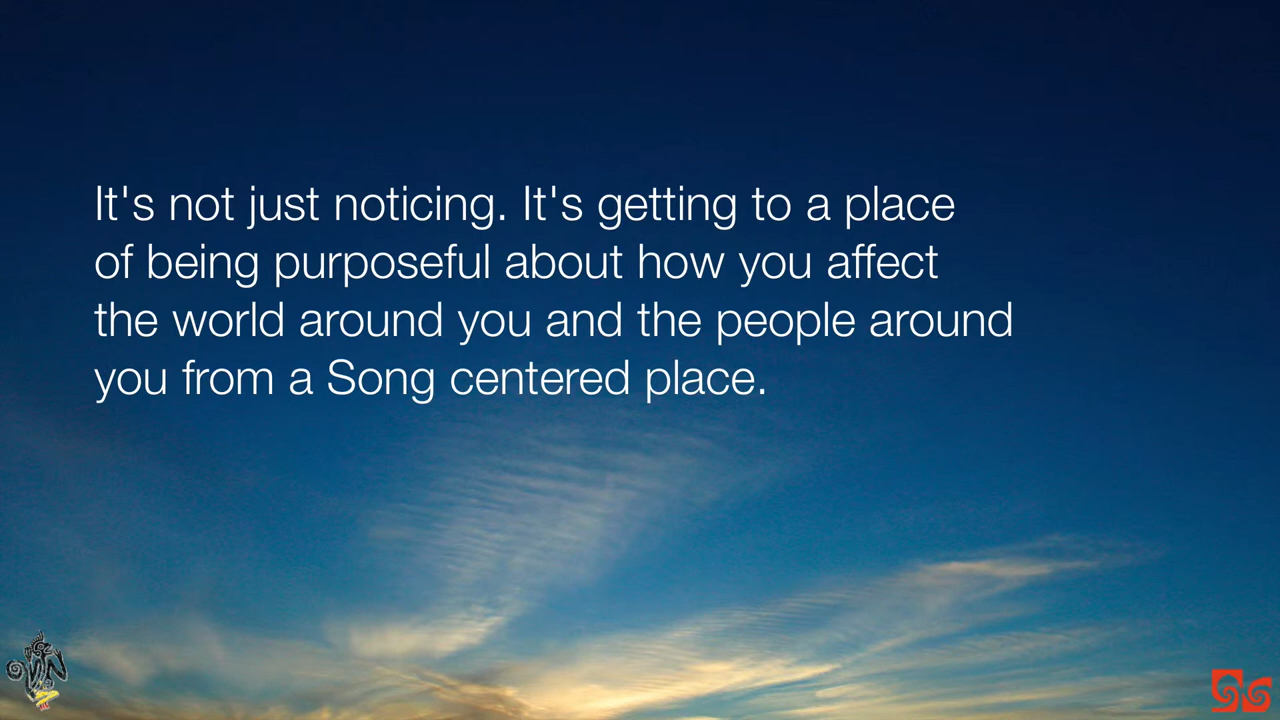 It's not just noticing. It's getting to a place
of being purposeful about how you affect
the world around you and the people around
you from a Song centered place.